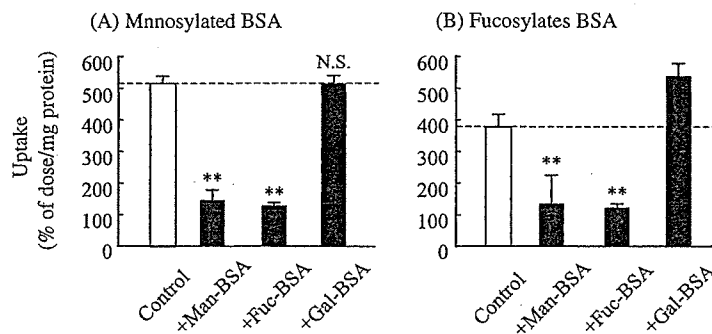 (A) Mnnosylated BSA
(B) Fucosylates BSA
Uptake
(% of dose/mg protein)
600
500
400
300
200
100
0
**
**
N.S.
Control
+Man-BSA
+Fuc-BSA
+Gal-BSA
600
500
400
300
200
100
0
**
**
Control
+Man-BSA
+Fuc-BSA
+Gal-BSA